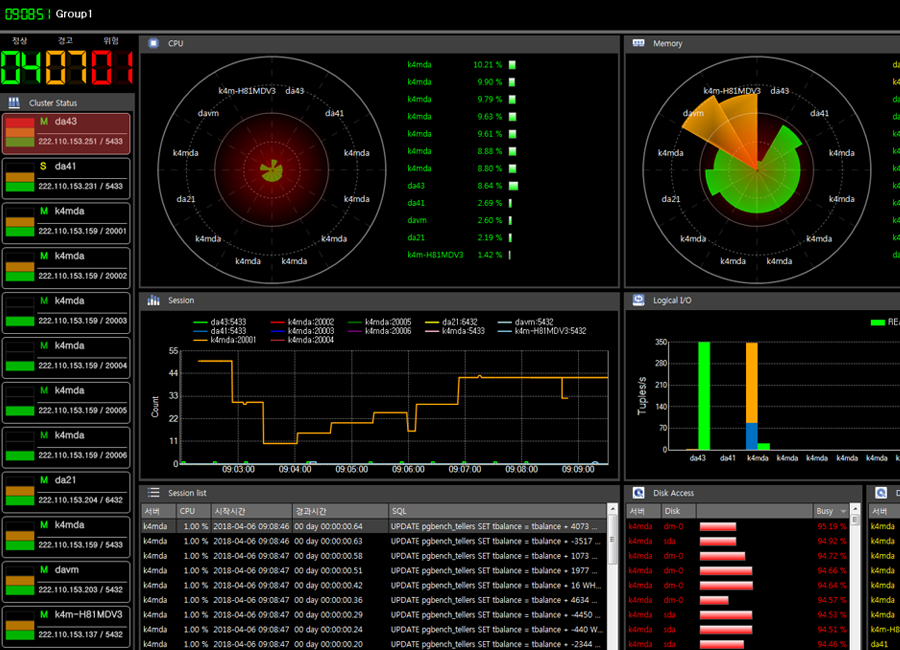 090851 Group1
정상 경고 위험
04 07 01
Cluster Status
M da43
222.110.153.251 / 5433
S da41
222.110.153.231 / 5433
M k4mda
222.110.153.159 / 20001
M k4mda
222.110.153.159 / 20002
M k4mda
222.110.153.159 / 20003
M k4mda
222.110.153.159 / 20004
M k4mda
222.110.153.159 / 20005
M k4mda
222.110.153.159 / 20006
M da21
222.110.153.204 / 6432
M k4mda
222.110.153.159 / 5433
M davm
222.110.153.203 / 5432
M k4m-H81MDV3
222.110.153.137 / 5432
CPU
k4m-H81MDV3 da43
davm da41
k4mda k4mda
da21 k4mda
k4mda k4mda
k4mda k4mda
k4mda 10.21 %
k4mda 9.90 %
k4mda 9.79 %
k4mda 9.68 %
k4mda 9.61 %
k4mda 8.88 %
k4mda 8.80 %
da43 8.64 %
da41 2.69 %
davm 2.60 %
da21 2.19 %
k4m-H81MDV3 1.42 %
Memory
k4m-H81MDV3 da43
davm da41
k4mda k4mda
da21 k4mda
k4mda k4mda
k4mda k4mda
Session
da43:5433 k4mda:20002 k4mda:20005 da21:6432 davm:5432
da41:5433 k4mda:20003 k4mda:20006 k4mda:5433 k4m-H81MDV3:5432
k4mda:20001 k4mda:20004
Count
55
44
33
22
11
0
09:03:00 09:04:00 09:05:00 09:06:00 09:07:00 09:08:00 09:09:00
Logical I/O
REA
Tuples/s
350
280
210
140
70
0
da43 da41 k4mda k4mda k4mda k4mda k4mda k4mda
Session list
서버 CPU 시작시간 경과시간 SQL
k4mda 1.00 % 2018-04-06 09:08:46 00 day 00:00:00.64 UPDATE pgbench_tellers SET tbalance = tbalance + 4073 ...
k4mda 1.00 % 2018-04-06 09:08:46 00 day 00:00:00.63 UPDATE pgbench_tellers SET tbalance = tbalance + -3517 ...
k4mda 1.00 % 2018-04-06 09:08:46 00 day 00:00:00.58 UPDATE pgbench_tellers SET tbalance = tbalance + 1073 ...
k4mda 1.00 % 2018-04-06 09:08:47 00 day 00:00:00.51 UPDATE pgbench_tellers SET tbalance = tbalance + 1977 ...
k4mda 1.00 % 2018-04-06 09:08:47 00 day 00:00:00.42 UPDATE pgbench_tellers SET tbalance = tbalance + 16 WH...
k4mda 1.00 % 2018-04-06 09:08:47 00 day 00:00:00.36 UPDATE pgbench_tellers SET tbalance = tbalance + 4634 ...
k4mda 1.00 % 2018-04-06 09:08:47 00 day 00:00:00.29 UPDATE pgbench_tellers SET tbalance = tbalance + -4450 ...
k4mda 1.00 % 2018-04-06 09:08:47 00 day 00:00:00.24 UPDATE pgbench_tellers SET tbalance = tbalance + -440 W...
k4mda 1.00 % 2018-04-06 09:08:47 00 day 00:00:00.20 UPDATE pgbench_tellers SET tbalance = tbalance + -2344 ...
Disk Access
서버 Disk Busy
k4mda dm-0 95.19 %
k4mda sda 94.92 %
k4mda dm-0 94.72 %
k4mda dm-0 94.66 %
k4mda dm-0 94.64 %
k4mda dm-0 94.57 %
k4mda sda 94.53 %
k4mda sda 94.51 %
k4mda sda 94.46 %
서버
k4mda
k4mda
k4mda
k4mda
k4mda
k4mda
k4mda
k4m-H8
da41